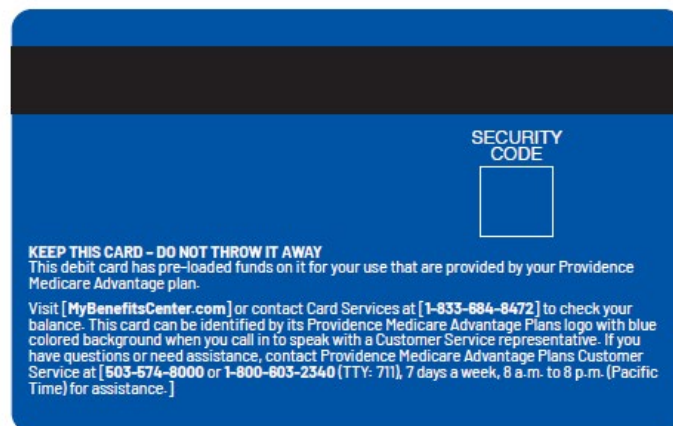 SECURITY
CODE
KEEP THIS CARD – DO NOT THROW IT AWAY
This debit card has pre-loaded funds on it for your use that are provided by your Providence
Medicare Advantage plan.
Visit [MyBenefitsCenter.com] or contact Card Services at [1-833-684-8472] to check your
balance. This card can be identified by its Providence Medicare Advantage Plans logo with blue
colored background when you call in to speak with a Customer Service representative. If you
have questions or need assistance, contact Providence Medicare Advantage Plans Customer
Service at [503-574-8000 or 1-800-603-2340 (TTY: 711), 7 days a week, 8 a.m. to 8 p.m. (Pacific
Time) for assistance.]